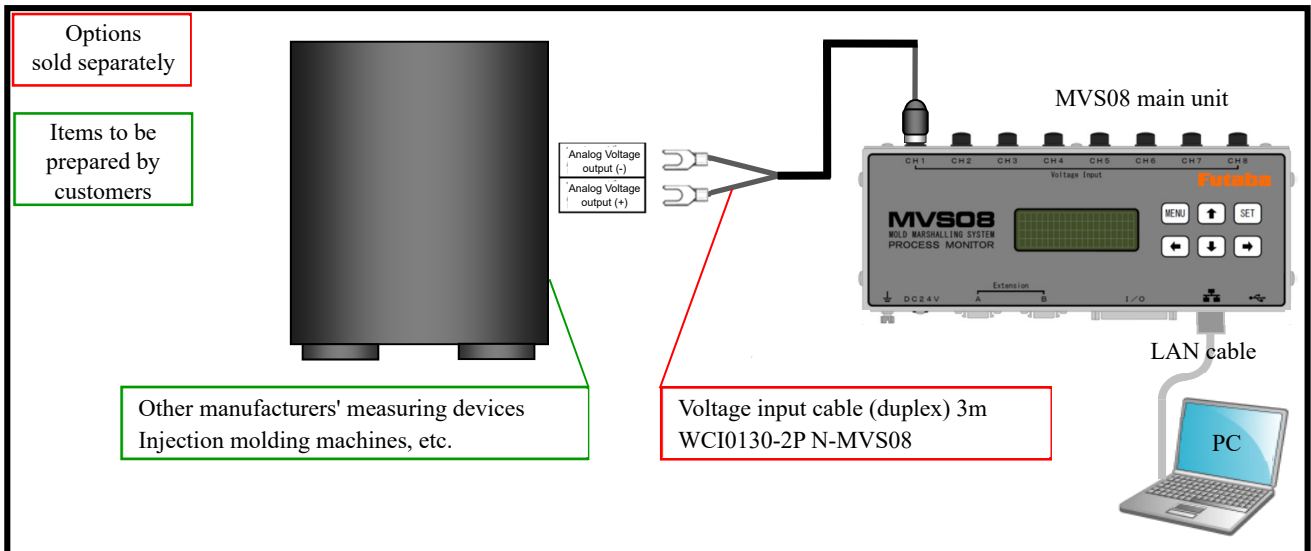 Options
sold separately
Items to be
prepared by
customers
Analog Voltage
output (-)
Analog Voltage
output (+)
MVS08 main unit
CH1 CH2 CH3 CH4 CH5 CH6 CH7 CH8
Voltage Input
Futaba
MVS08
MOLD MARSHALLING SYSTEM
PROCESS MONITOR
MENU
SET
Extension
DC24V A B I/O
LAN cable
Other manufacturers' measuring devices
Injection molding machines, etc.
Voltage input cable (duplex) 3m
WCI0130-2P N-MVS08
PC